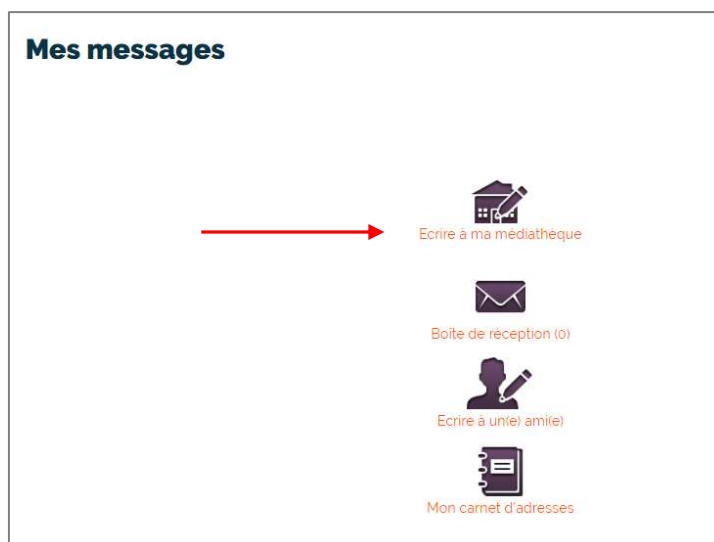 Mes messages
Ecrire à ma médiathèque
Boîte de réception (0)
Ecrire à un(e) ami(e)
Mon carnet d'adresses